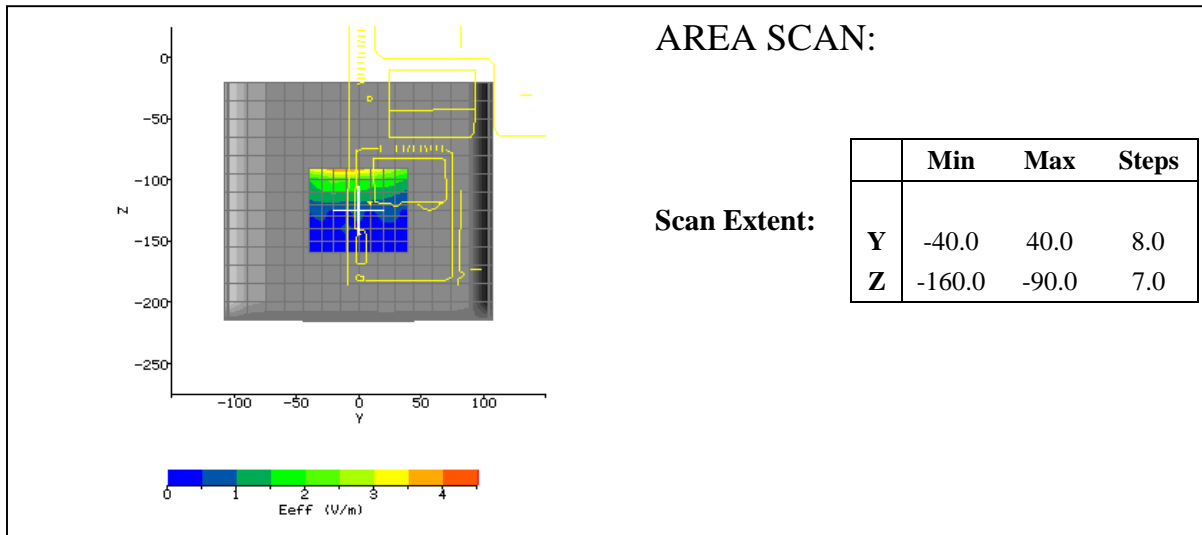 AREA SCAN:
0
-50
-100
-150
-200
-250
Z
-100 -50 0 50 100
Y
0 1 2 3 4
Eeff (V/m)
Scan Extent:
Min Max Steps
Y -40.0 40.0 8.0
Z -160.0 -90.0 7.0